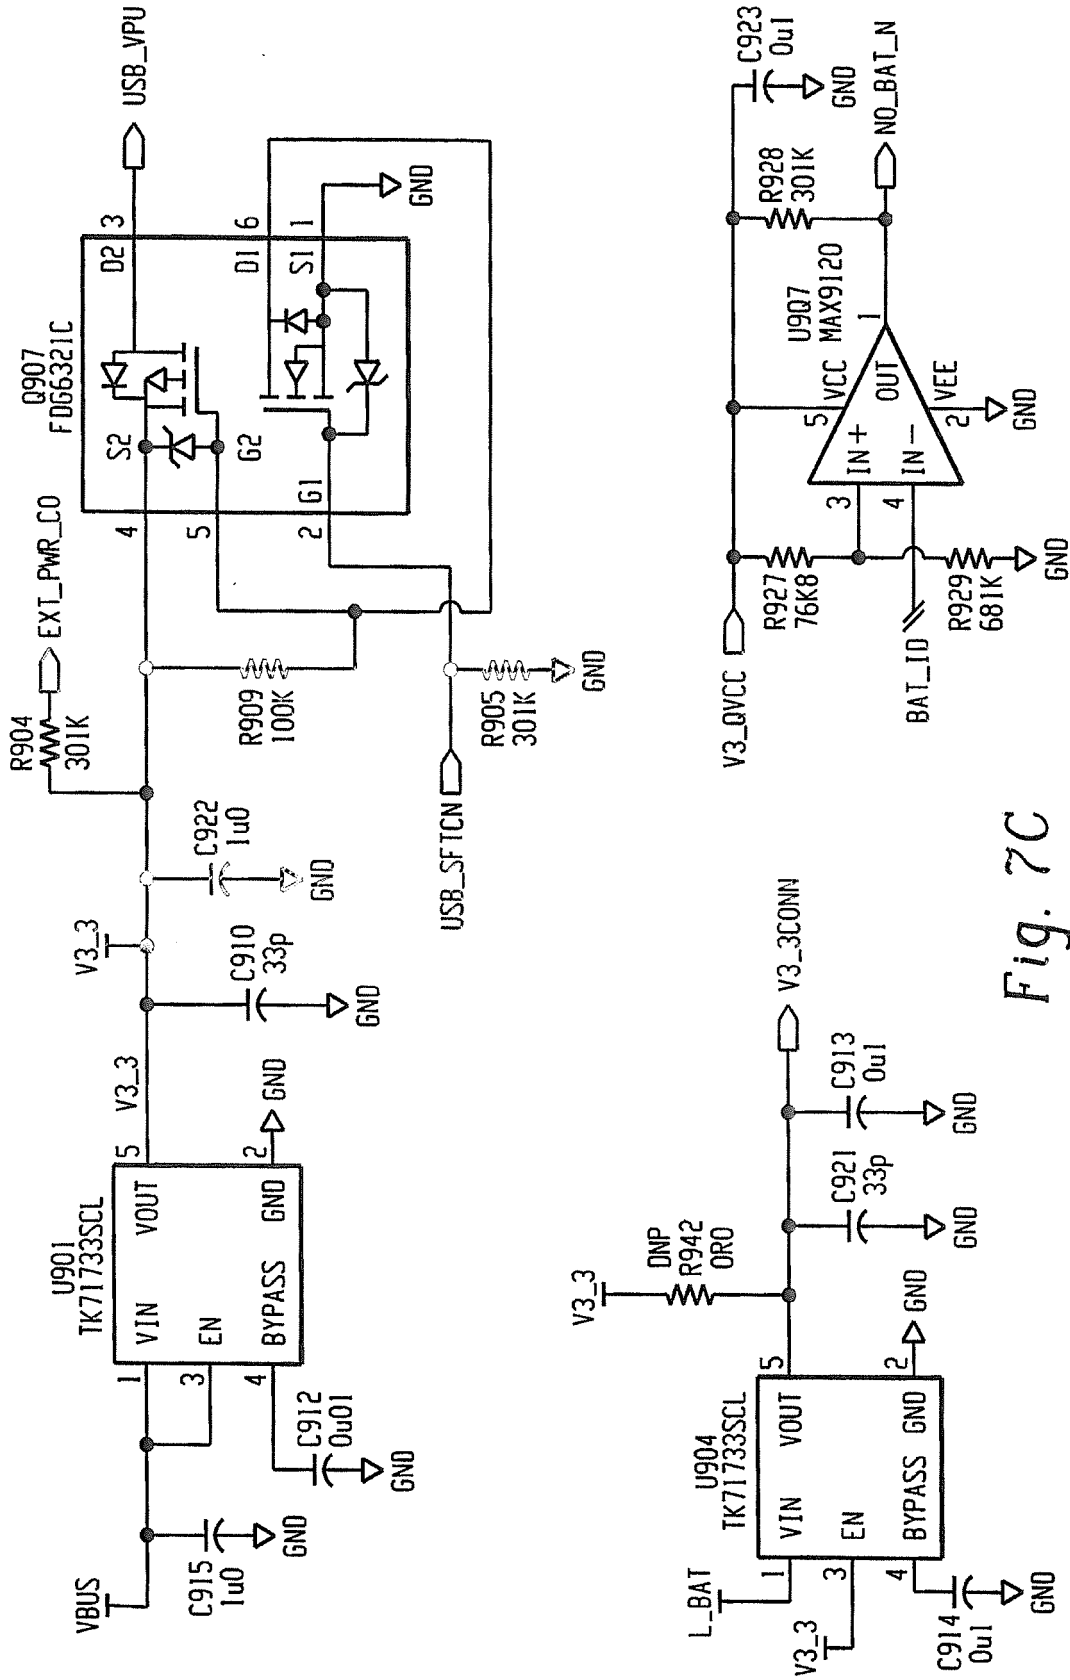 VBUS
C915
1u0
GND
U901
TK71733SCL
1
VIN
VOUT
5
3
EN
4
BYPASS
GND
2
GND
C912
0u01
GND
V3_3
V3_3
C910
33p
GND
C922
1u0
GND
R904
301K
EXT_PWR_CO
R909
100K
USB_SFTCN
R905
301K
GND
Q907
FDG6321C
4
S2
D2
3
USB_VPU
5
G2
2
G1
D1
6
S1
1
GND
L_BAT
V3_3
U904
TK71733SCL
1
VIN
VOUT
5
3
EN
4
BYPASS
GND
2
GND
C914
0u1
GND
V3_3
DNP
R942
0R0
C921
33p
GND
C913
0u1
GND
V3_3CONN
V3_QVCC
R927
76K8
BAT_ID
R929
681K
GND
3
IN+
4
IN-
5
VCC
OUT
1
2
VEE
GND
U907
MAX9120
R928
301K
NO_BAT_N
C923
0u1
GND
Fig. 7C